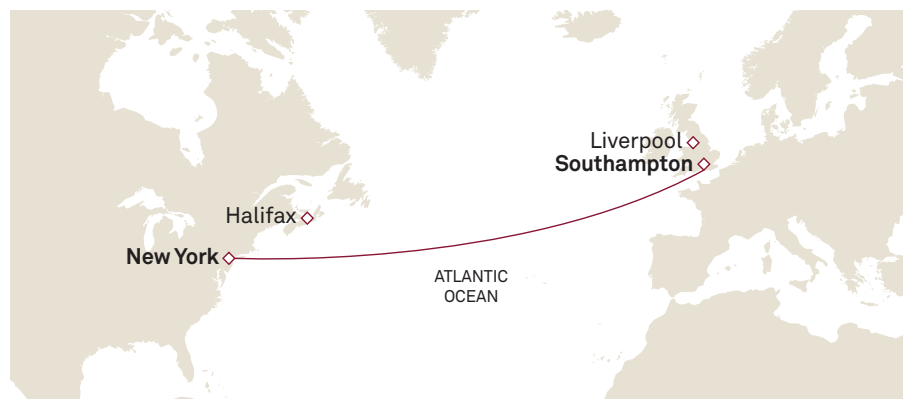 Liverpool
Southampton
Halifax
New York
ATLANTIC
OCEAN